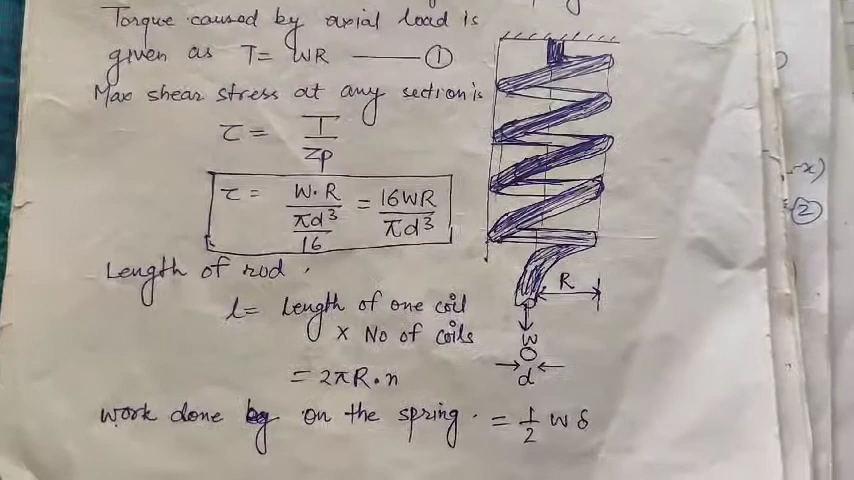 Torque caused by axial load is
given as T= WR ——— ①
Max shear stress at any section is
τ = T/Zp
τ = W·R/(πd³/16) = 16WR/πd³
Length of rod
l= Length of one coil
× No of coils
= 2πR·n
work done by on the spring = 1/2 W δ
R
W
d
x)
②